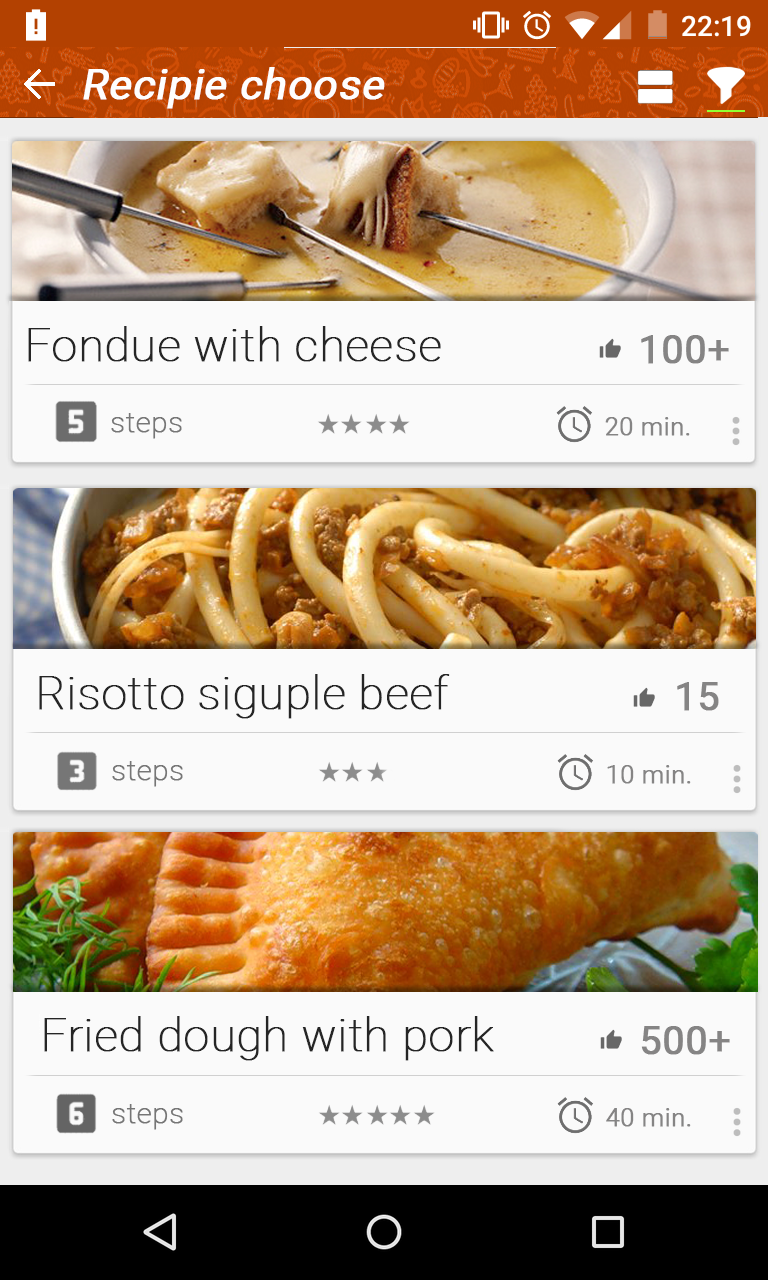 22:19
Recipie choose
Fondue with cheese 100+
5 steps ★★★★ 20 min.
Risotto siguple beef 15
3 steps ★★★ 10 min.
Fried dough with pork 500+
6 steps ★★★★★ 40 min.